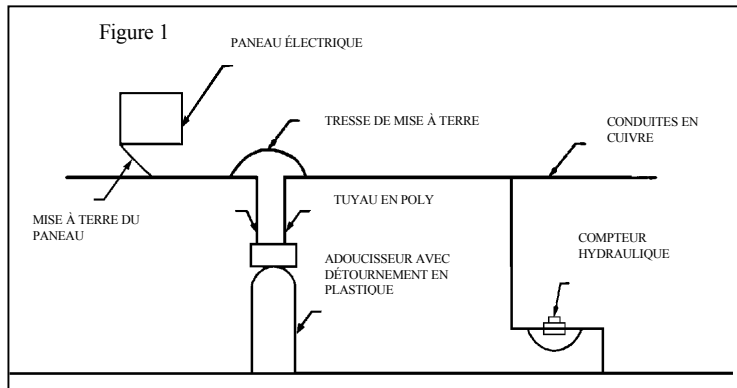 Figure 1
PANEAU ÉLECTRIQUE
TRESSE DE MISE À TERRE
CONDUITES EN
CUIVRE
MISE À TERRE DU
PANEAU
TUYAU EN POLY
ADOUCISSEUR AVEC
DÉTOURNEMENT EN
PLASTIQUE
COMPTEUR
HYDRAULIQUE